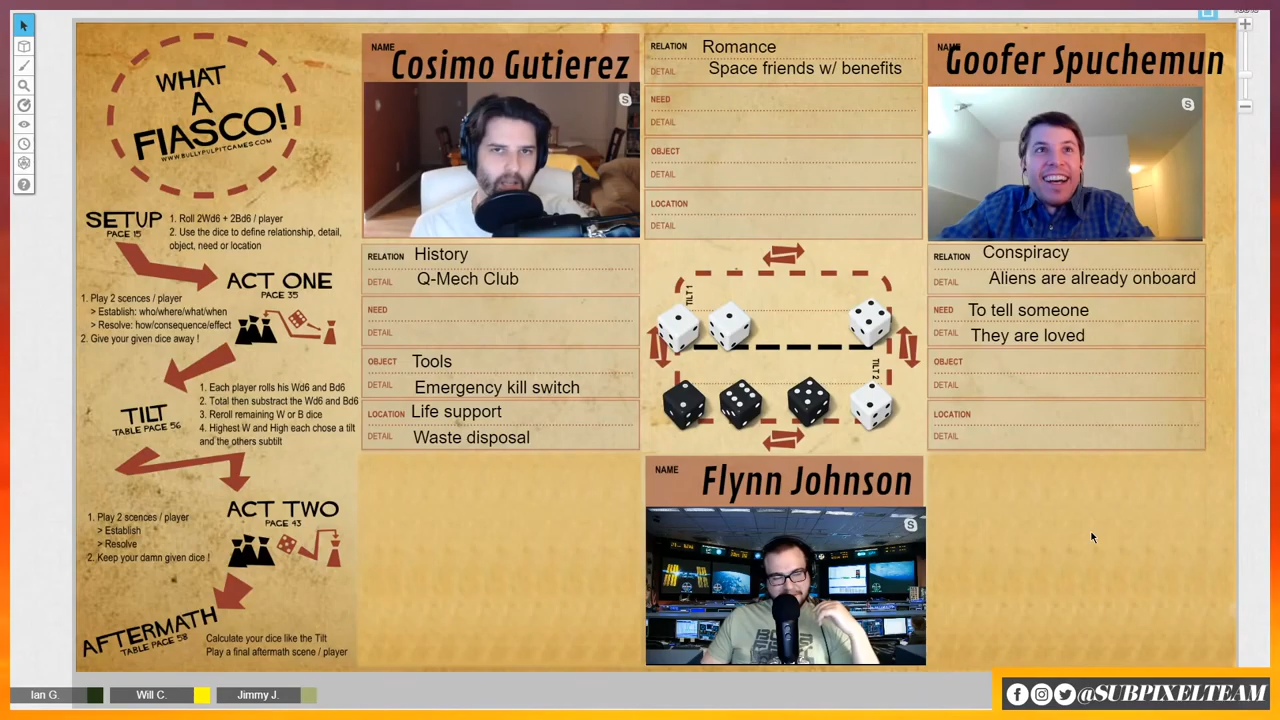 WHAT
A
FIASCO!
WWW.BULLYPULPITGAMES.COM
SETUP
PAGE 15
1. Roll 2Wd6 + 2Bd6 / player
2. Use the dice to define relationship, detail,
object, need or location
ACT ONE
PAGE 35
1. Play 2 scences / player
> Establish: who/where/what/when
> Resolve: how/consequence/effect
2. Give your given dice away !
TILT
TABLE PAGE 56
1. Each player rolls his Wd6 and Bd6
2. Total then substract the Wd6 and Bd6
3. Reroll remaining W or B dice
4. Highest W and High each chose a tilt
and the others subtilt
ACT TWO
PAGE 43
1. Play 2 scences / player
> Establish
> Resolve
2. Keep your damn given dice !
AFTERMATH
TABLE PAGE 58
Calculate your dice like the Tilt
Play a final aftermath scene / player
NAME
Cosimo Gutierez
RELATION History
DETAIL Q-Mech Club
NEED
DETAIL
OBJECT Tools
DETAIL Emergency kill switch
LOCATION Life support
DETAIL Waste disposal
RELATION Romance
DETAIL Space friends w/ benefits
NEED
DETAIL
OBJECT
DETAIL
LOCATION
DETAIL
TILT 1
TILT 2
NAME
Flynn Johnson
NAME
Goofer Spuchemun
RELATION Conspiracy
DETAIL Aliens are already onboard
NEED To tell someone
DETAIL They are loved
OBJECT
DETAIL
LOCATION
DETAIL
Ian G.
Will C.
Jimmy J.
@SUBPIXELTEAM